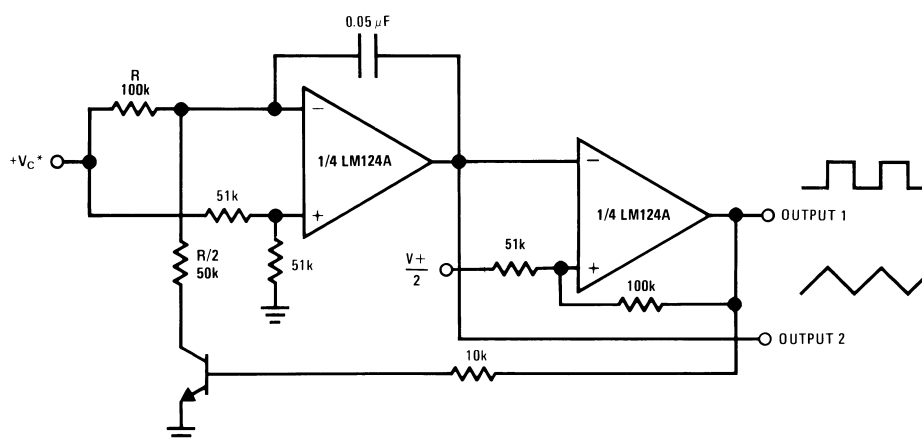 0.05 μF
R
100k
+VC*
51k
51k
R/2
50k
1/4 LM124A
−
+
V+
2
51k
1/4 LM124A
−
+
100k
10k
OUTPUT 1
OUTPUT 2